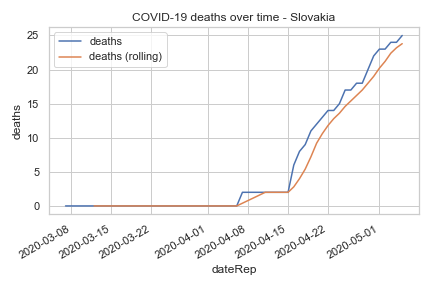 COVID-19 deaths over time - Slovakia
deaths
deaths (rolling)
25
20
15
10
5
0
deaths
2020-03-08
2020-03-15
2020-03-22
2020-04-01
2020-04-08
2020-04-15
2020-04-22
2020-05-01
dateRep